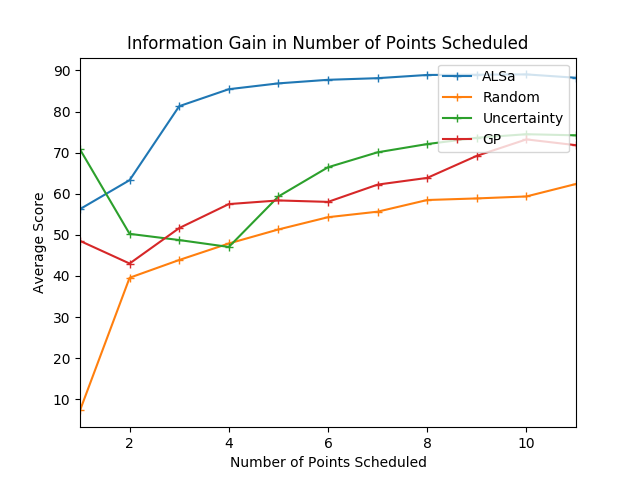 Information Gain in Number of Points Scheduled
90
80
70
60
50
40
30
20
10
Average Score
ALSa
Random
Uncertainty
GP
2 4 6 8 10
Number of Points Scheduled